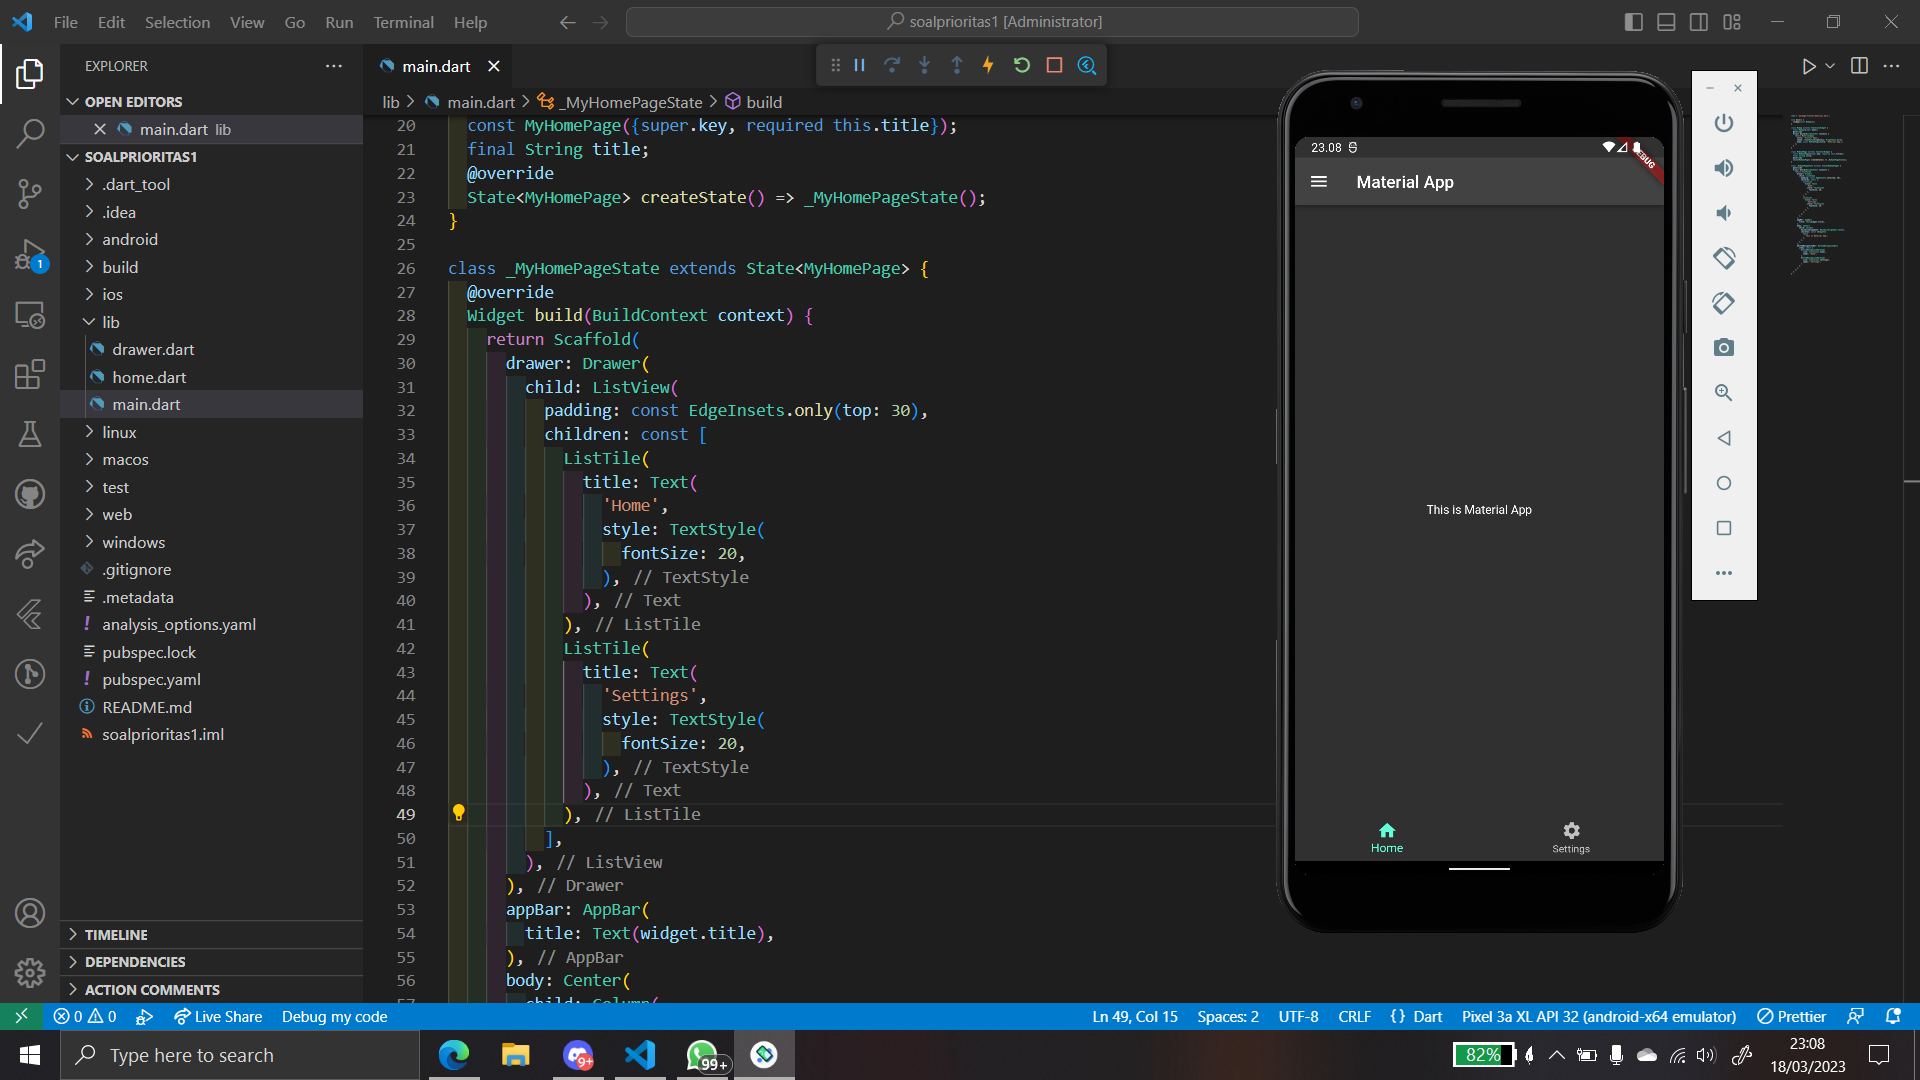 File Edit Selection View Go Run Terminal Help
soalprioritas1 [Administrator]
EXPLORER
main.dart
OPEN EDITORS
main.dart lib
SOALPRIORITAS1
.dart_tool
.idea
android
build
ios
lib
drawer.dart
home.dart
main.dart
linux
macos
test
web
windows
.gitignore
.metadata
analysis_options.yaml
pubspec.lock
pubspec.yaml
README.md
soalprioritas1.iml
TIMELINE
DEPENDENCIES
ACTION COMMENTS
1
lib > main.dart > _MyHomePageState > build
20 const MyHomePage({super.key, required this.title});
21 final String title;
22 @override
23 State<MyHomePage> createState() => _MyHomePageState();
24 }
25
26 class _MyHomePageState extends State<MyHomePage> {
27 @override
28 Widget build(BuildContext context) {
29 return Scaffold(
30 drawer: Drawer(
31 child: ListView(
32 padding: const EdgeInsets.only(top: 30),
33 children: const [
34 ListTile(
35 title: Text(
36 'Home',
37 style: TextStyle(
38 fontSize: 20,
39 ), // TextStyle
40 ), // Text
41 ), // ListTile
42 ListTile(
43 title: Text(
44 'Settings',
45 style: TextStyle(
46 fontSize: 20,
47 ), // TextStyle
48 ), // Text
49 ), // ListTile
50 ],
51 ), // ListView
52 ), // Drawer
53 appBar: AppBar(
54 title: Text(widget.title),
55 ), // AppBar
56 body: Center(
57 child: Column(
23.08
DEBUG
Material App
This is Material App
Home Settings
0 0 Live Share Debug my code Ln 49, Col 15 Spaces: 2 UTF-8 CRLF {} Dart Pixel 3a XL API 32 (android-x64 emulator) Prettier
Type here to search
9+
99+
82%
23:08
18/03/2023